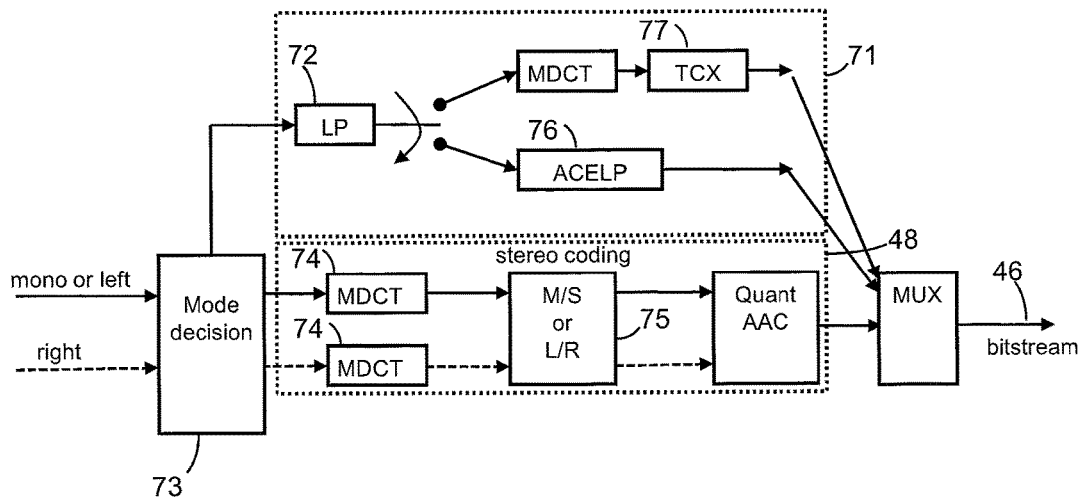 77
71
72
MDCT
TCX
LP
76
ACELP
48
stereo coding
74
mono or left
MDCT
M/S
or
L/R
Quant
AAC
MUX
46
Mode
decision
75
74
right
MDCT
bitstream
73